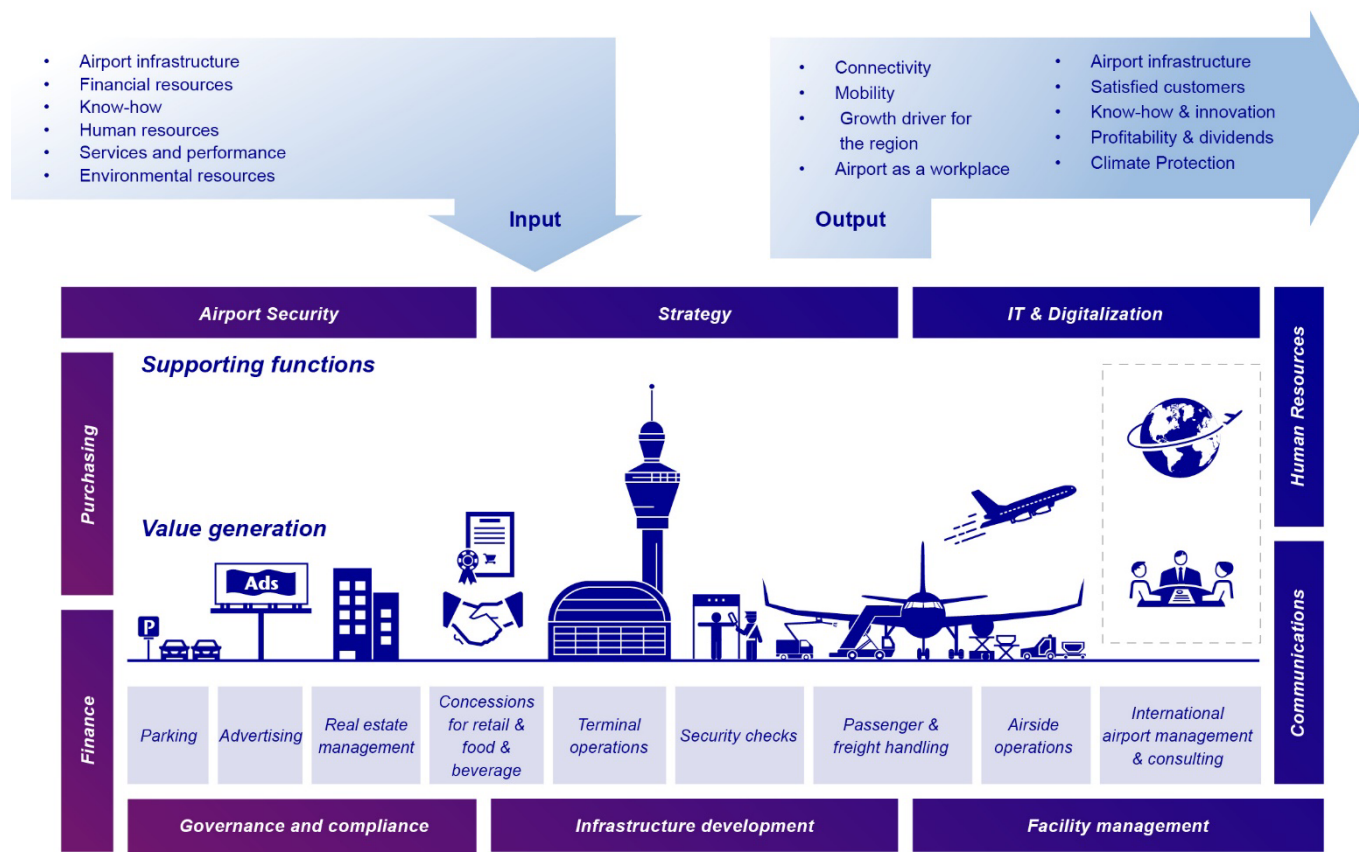 • Airport infrastructure
• Financial resources
• Know-how
• Human resources
• Services and performance
• Environmental resources
Input
• Connectivity
• Mobility
• Growth driver for
the region
• Airport as a workplace
• Airport infrastructure
• Satisfied customers
• Know-how & innovation
• Profitability & dividends
• Climate Protection
Output
Airport Security
Strategy
IT & Digitalization
Human Resources
Purchasing
Supporting functions
Value generation
Ads
P
Finance
Communications
Parking
Advertising
Real estate
management
Concessions
for retail &
food &
beverage
Terminal
operations
Security checks
Passenger &
freight handling
Airside
operations
International
airport management
& consulting
Governance and compliance
Infrastructure development
Facility management